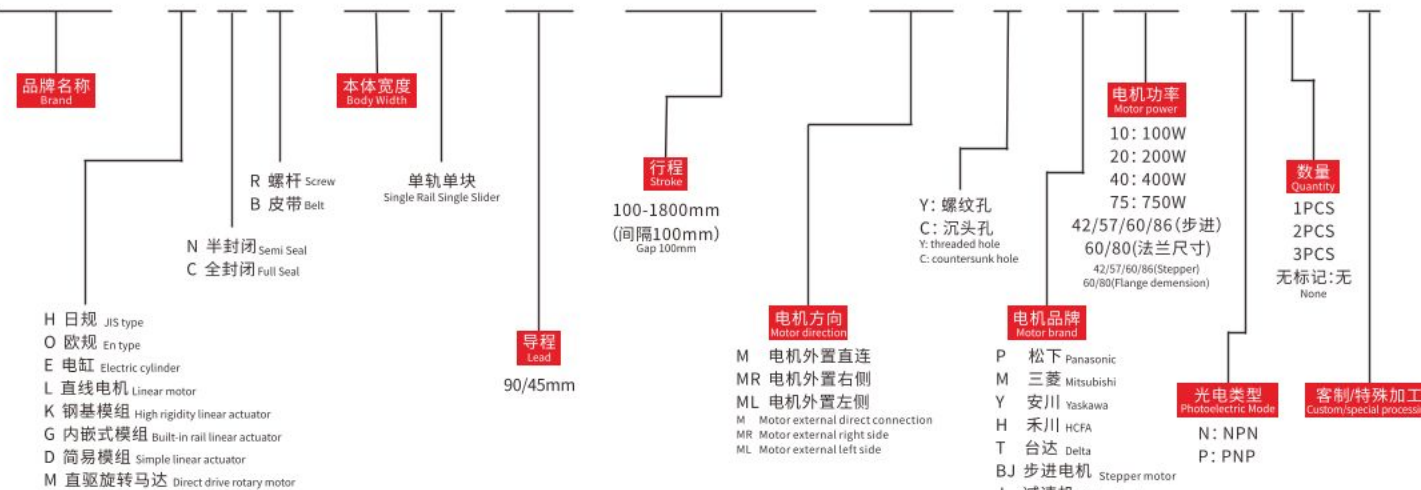 品牌名称
Brand
H 日规 JIS type
O 欧规 En type
E 电缸 Electric cylinder
L 直线电机 Linear motor
K 钢基模组 High rigidity linear actuator
G 内嵌式模组 Built-in rail linear actuator
D 简易模组 Simple linear actuator
M 直驱旋转马达 Direct drive rotary motor
N 半封闭 Semi Seal
C 全封闭 Full Seal
R 螺杆 Screw
B 皮带 Belt
本体宽度
Body Width
单轨单块
Single Rail Single Slider
导程
Lead
90/45mm
行程
Stroke
100-1800mm
(间隔100mm)
Gap 100mm
电机方向
Motor direction
M 电机外置直连
MR 电机外置右侧
ML 电机外置左侧
M Motor external direct connection
MR Motor external right side
ML Motor external left side
Y: 螺纹孔
C: 沉头孔
Y: threaded hole
C: countersunk hole
电机品牌
Motor brand
P 松下 Panasonic
M 三菱 Mitsubishi
Y 安川 Yaskawa
H 禾川 HCFA
T 台达 Delta
BJ 步进电机 Stepper motor
电机功率
Motor power
10: 100W
20: 200W
40: 400W
75: 750W
42/57/60/86(步进)
60/80(法兰尺寸)
42/57/60/86(Stepper)
60/80(Flange demension)
光电类型
Photoelectric Mode
N: NPN
P: PNP
数量
Quantity
1PCS
2PCS
3PCS
无标记:无
None
客制/特殊加工
Custom/special processin